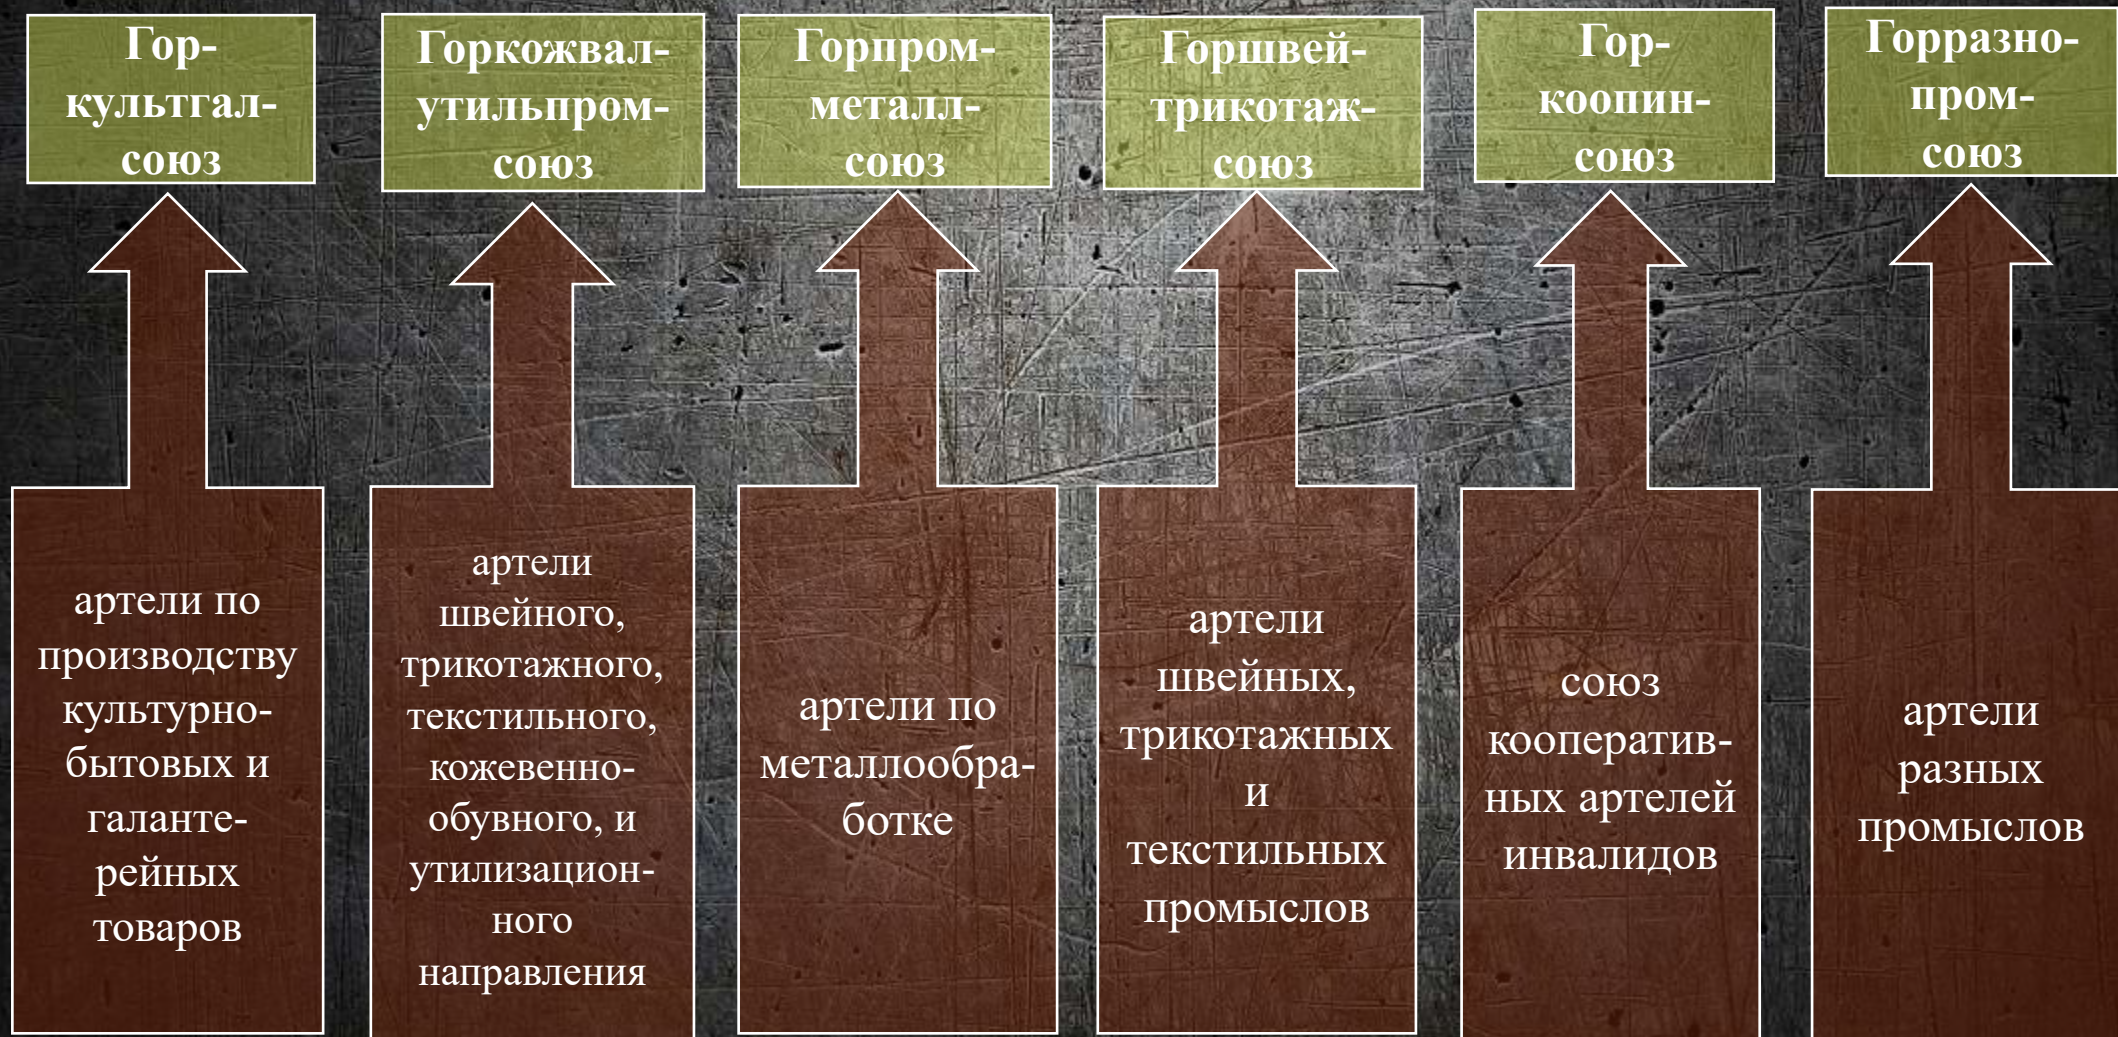 Гор-
культгал-
союз
Горкожвал-
утильпром-
союз
Горпром-
металл-
союз
Горшвей-
трикотаж-
союз
Гор-
коопин-
союз
Горразно-
пром-
союз
артели по
производству
культурно-
бытовых и
галанте-
рейных
товаров
артели
швейного,
трикотажного,
текстильного,
кожевенно-
обувного, и
утилизацион-
ного
направления
артели по
металлообра-
ботке
артели
швейных,
трикотажных
и
текстильных
промыслов
союз
кооператив-
ных артелей
инвалидов
артели
разных
промыслов